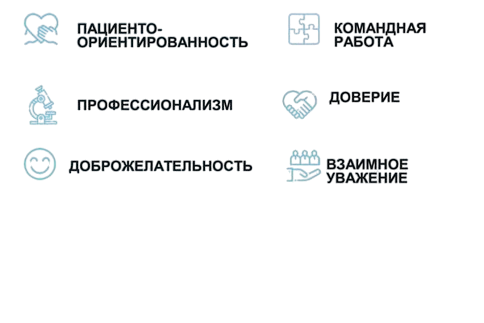 ПАЦИЕНТО-
ОРИЕНТИРОВАННОСТЬ
КОМАНДНАЯ
РАБОТА
ПРОФЕССИОНАЛИЗМ
ДОВЕРИЕ
ДОБРОЖЕЛАТЕЛЬНОСТЬ
ВЗАИМНОЕ
УВАЖЕНИЕ